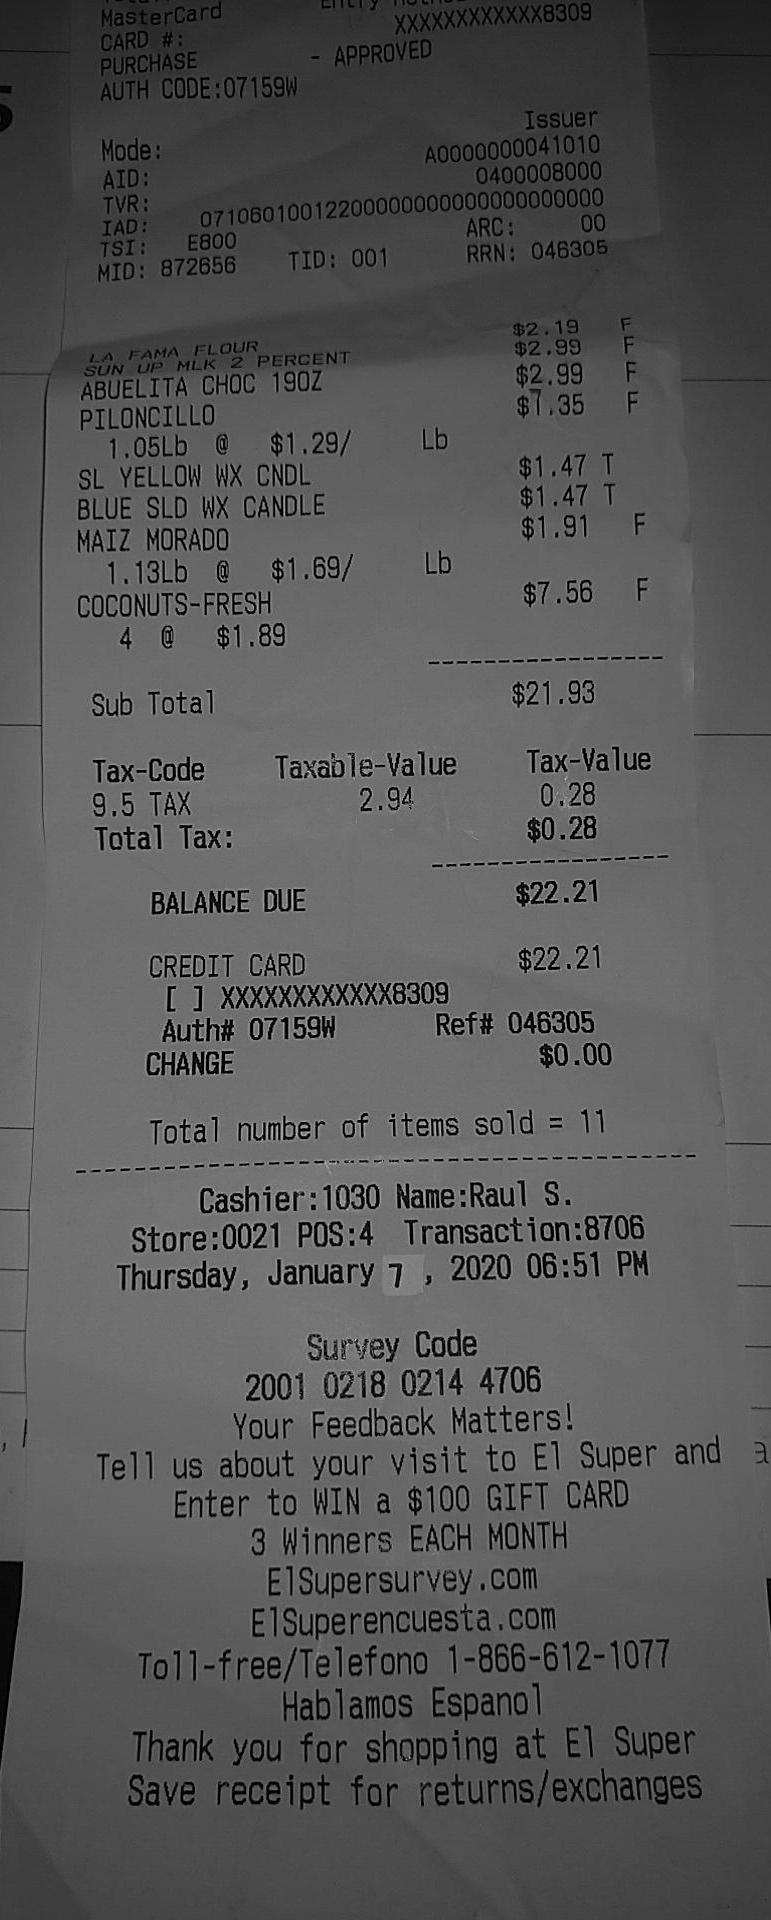 MasterCard
CARD #: XXXXXXXXXXXX8309
PURCHASE - APPROVED
AUTH CODE:07159W
Mode: Issuer
AID: A0000000041010
TVR: 0400008000
IAD: 07106010012200000000000000000000
TSI: E800 ARC: 00
MID: 872656 TID: 001 RRN: 046305
LA FAMA FLOUR $2.19 F
SUN UP MLK 2 PERCENT $2.99 F
ABUELITA CHOC 19OZ $2.99 F
PILONCILLO $1.35 F
1.05Lb @ $1.29/ Lb
SL YELLOW WX CNDL $1.47 T
BLUE SLD WX CANDLE $1.47 T
MAIZ MORADO $1.91 F
1.13Lb @ $1.69/ Lb
COCONUTS-FRESH $7.56 F
4 @ $1.89
Sub Total $21.93
Tax-Code Taxable-Value Tax-Value
9.5 TAX 2.94 0.28
Total Tax: $0.28
BALANCE DUE $22.21
CREDIT CARD $22.21
[ ] XXXXXXXXXXXX8309
Auth# 07159W Ref# 046305
CHANGE $0.00
Total number of items sold = 11
Cashier:1030 Name:Raul S.
Store:0021 POS:4 Transaction:8706
Thursday, January 7 , 2020 06:51 PM
Survey Code
2001 0218 0214 4706
Your Feedback Matters!
Tell us about your visit to El Super and
Enter to WIN a $100 GIFT CARD
3 Winners EACH MONTH
ElSupersurvey.com
ElSuperencuesta.com
Toll-free/Telefono 1-866-612-1077
Hablamos Espanol
Thank you for shopping at El Super
Save receipt for returns/exchanges